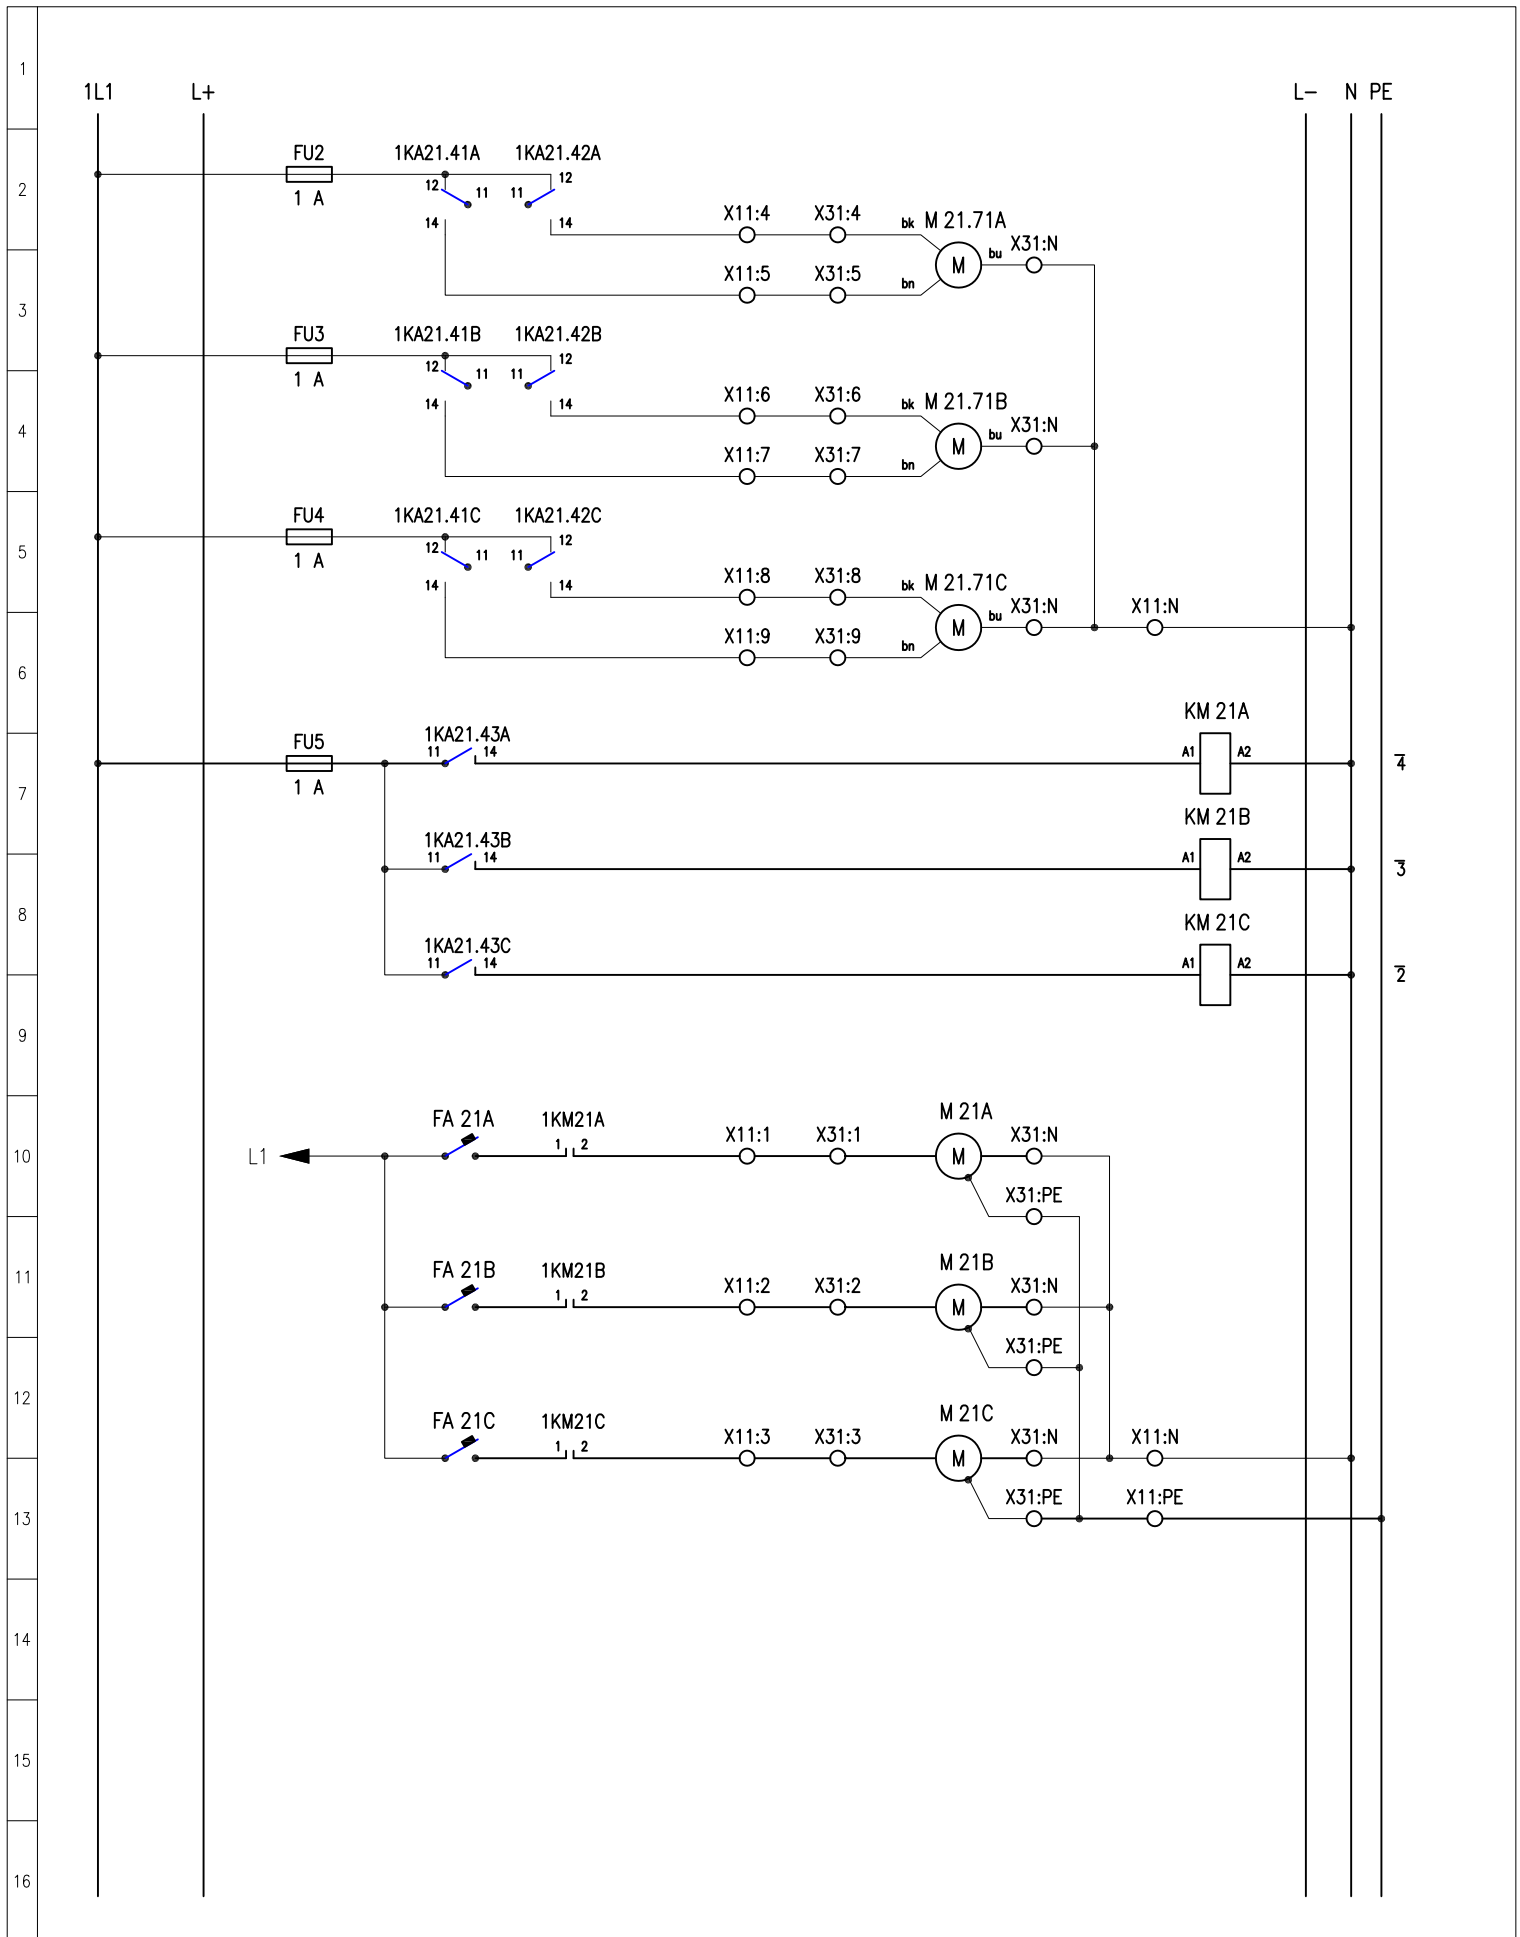 1
1L1 L+ L- N PE
FU2 1KA21.41A 1KA21.42A
12 11 11 12
2
1 A
14 14 X11:4 X31:4 bk M 21.71A
bu X31:N
M
X11:5 X31:5 bn
3
FU3 1KA21.41B 1KA21.42B
12 11 11 12
1 A
14 14 X11:6 X31:6 bk M 21.71B
4
bu X31:N
M
X11:7 X31:7 bn
FU4 1KA21.41C 1KA21.42C
12 11 11 12
5
1 A
14 14 X11:8 X31:8 bk M 21.71C
bu X31:N X11:N
M
X11:9 X31:9 bn
6
KM 21A
FU5 1KA21.43A
11 14 A1 A2
4
1 A
7
KM 21B
1KA21.43B
11 14 A1 A2
3
8
KM 21C
1KA21.43C
11 14 A1 A2
2
9
FA 21A 1KM21A M 21A
1 2 X11:1 X31:1 X31:N
10
L1 M
X31:PE
FA 21B 1KM21B M 21B
11
1 2 X11:2 X31:2 X31:N
M
X31:PE
12
FA 21C 1KM21C M 21C
1 2 X11:3 X31:3 X31:N X11:N
M
X31:PE X11:PE
13
14
15
16